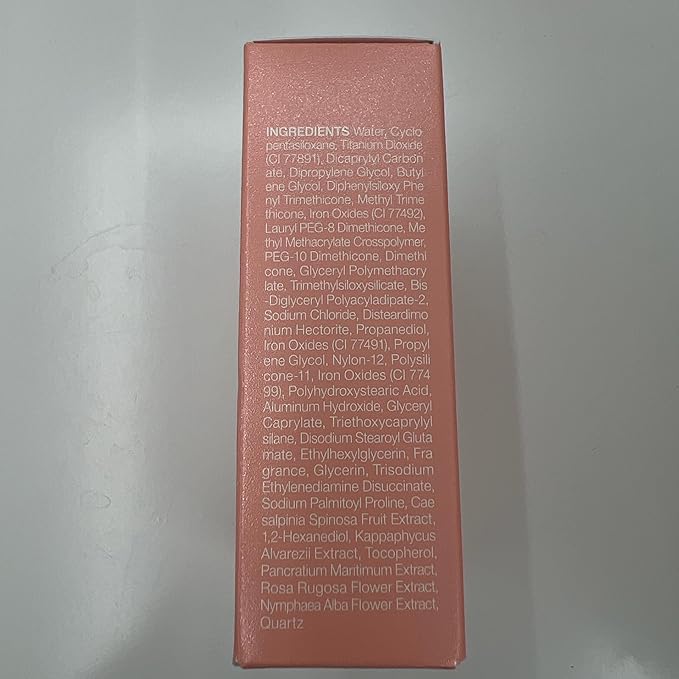 INGREDIENTS Water, Cyclo
pentasiloxane, Titanium Dioxide
(CI 77891), Dicaprylyl Carbon
ate, Dipropylene Glycol, Butyl
ene Glycol, Diphenylsiloxy Phe
nyl Trimethicone, Methyl Trime
thicone, Iron Oxides (CI 77492),
Lauryl PEG-8 Dimethicone, Me
thyl Methacrylate Crosspolymer,
PEG-10 Dimethicone, Dimethi
cone, Glyceryl Polymethacry
late, Trimethylsiloxysilicate, Bis
-Diglyceryl Polyacyladipate-2,
Sodium Chloride, Disteardimo
nium Hectorite, Propanediol,
Iron Oxides (CI 77491), Propyl
ene Glycol, Nylon-12, Polysili
cone-11, Iron Oxides (CI 774
99), Polyhydroxystearic Acid,
Aluminum Hydroxide, Glyceryl
Caprylate, Triethoxycaprylyl
silane, Disodium Stearoyl Gluta
mate, Ethylhexylglycerin, Fra
grance, Glycerin, Trisodium
Ethylenediamine Disuccinate,
Sodium Palmitoyl Proline, Cae
salpinia Spinosa Fruit Extract,
1,2-Hexanediol, Kappaphycus
Alvarezii Extract, Tocopherol,
Pancratium Maritimum Extract,
Rosa Rugosa Flower Extract,
Nymphaea Alba Flower Extract,
Quartz